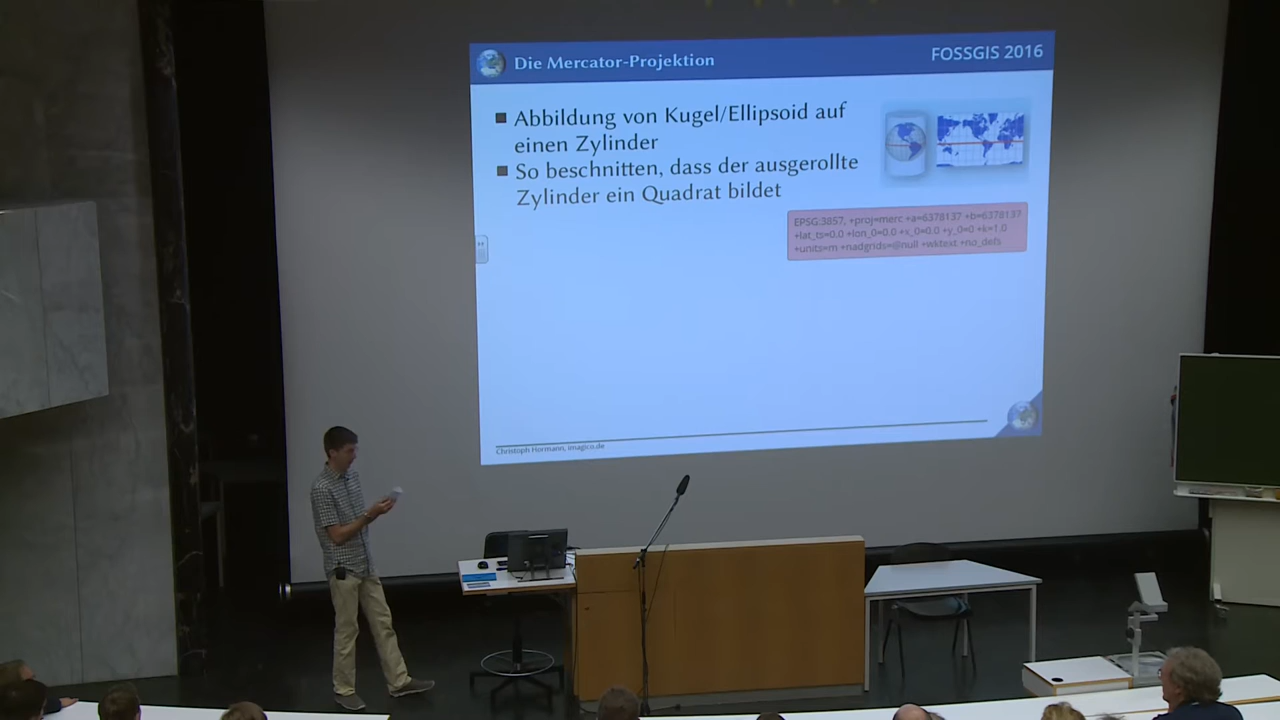 Die Mercator-Projektion
FOSSGIS 2016
■ Abbildung von Kugel/Ellipsoid auf
einen Zylinder
■ So beschnitten, dass der ausgerollte
Zylinder ein Quadrat bildet
EPSG:3857, +proj=merc +a=6378137 +b=6378137
+lat_ts=0.0 +lon_0=0.0 +x_0=0.0 +y_0=0 +k=1.0
+units=m +nadgrids=@null +wktext +no_defs
Christoph Hormann, imagico.de